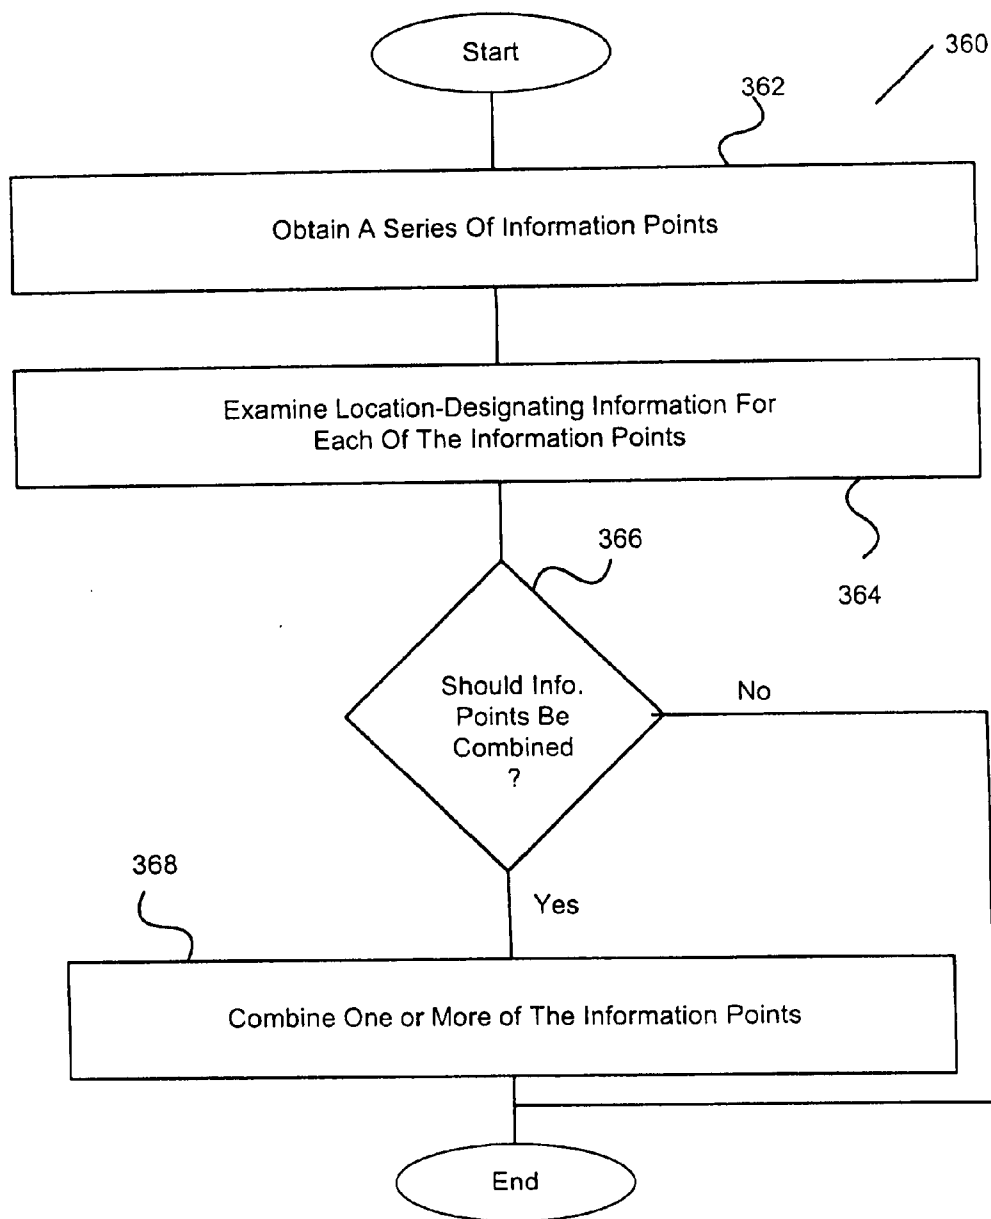 Start
360
362
Obtain A Series Of Information Points
Examine Location-Designating Information For
Each Of The Information Points
366
364
Should Info.
Points Be
Combined
?
No
368
Yes
Combine One or More of The Information Points
End